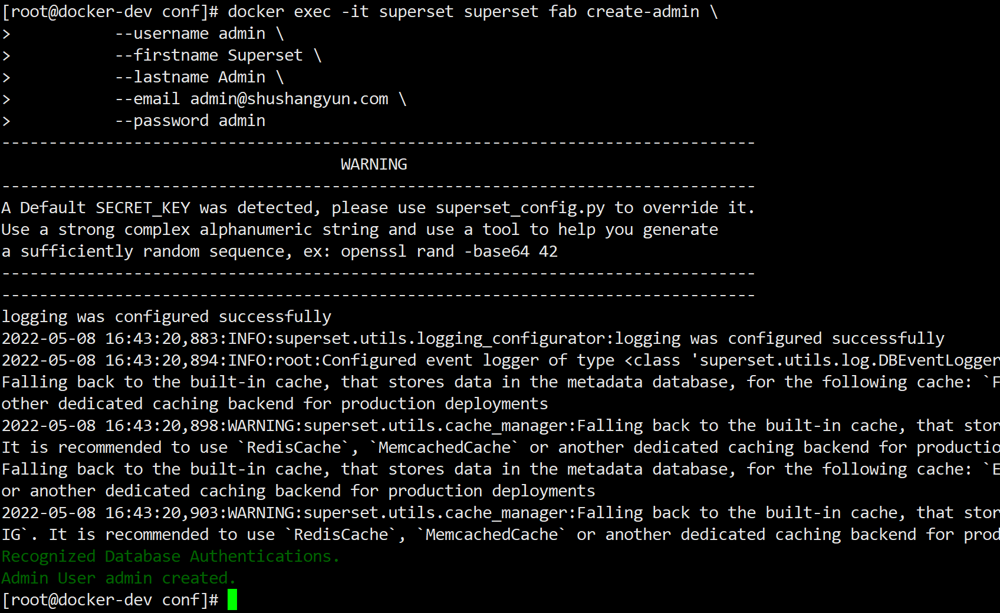 [root@docker-dev conf]# docker exec -it superset superset fab create-admin \
>           --username admin \
>           --firstname Superset \
>           --lastname Admin \
>           --email admin@shushangyun.com \
>           --password admin
--------------------------------------------------------------------------------
                                    WARNING
--------------------------------------------------------------------------------
A Default SECRET_KEY was detected, please use superset_config.py to override it.
Use a strong complex alphanumeric string and use a tool to help you generate
a sufficiently random sequence, ex: openssl rand -base64 42
--------------------------------------------------------------------------------
--------------------------------------------------------------------------------
logging was configured successfully
2022-05-08 16:43:20,883:INFO:superset.utils.logging_configurator:logging was configured successfully
2022-05-08 16:43:20,894:INFO:root:Configured event logger of type <class 'superset.utils.log.DBEventLogger
Falling back to the built-in cache, that stores data in the metadata database, for the following cache: `F
other dedicated caching backend for production deployments
2022-05-08 16:43:20,898:WARNING:superset.utils.cache_manager:Falling back to the built-in cache, that stor
It is recommended to use `RedisCache`, `MemcachedCache` or another dedicated caching backend for productio
Falling back to the built-in cache, that stores data in the metadata database, for the following cache: `E
or another dedicated caching backend for production deployments
2022-05-08 16:43:20,903:WARNING:superset.utils.cache_manager:Falling back to the built-in cache, that stor
IG`. It is recommended to use `RedisCache`, `MemcachedCache` or another dedicated caching backend for prod
Recognized Database Authentications.
Admin User admin created.
[root@docker-dev conf]#